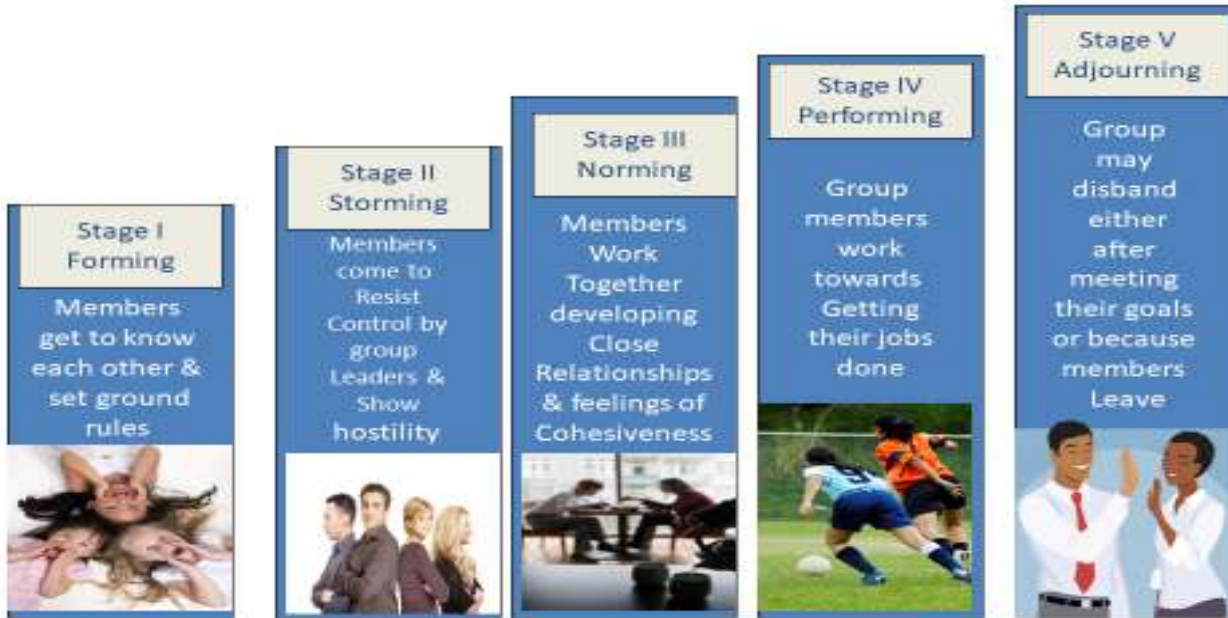 Stage I
Forming
Members
get to know
each other &
set ground
rules
Stage II
Storming
Members
come to
Resist
Control by
group
Leaders &
Show
hostility
Stage III
Norming
Members
Work
Together
developing
Close
Relationships
& feelings of
Cohesiveness
Stage IV
Performing
Group
members
work
towards
Getting
their jobs
done
Stage V
Adjourning
Group
may
disband
either
after
meeting
their goals
or because
members
Leave